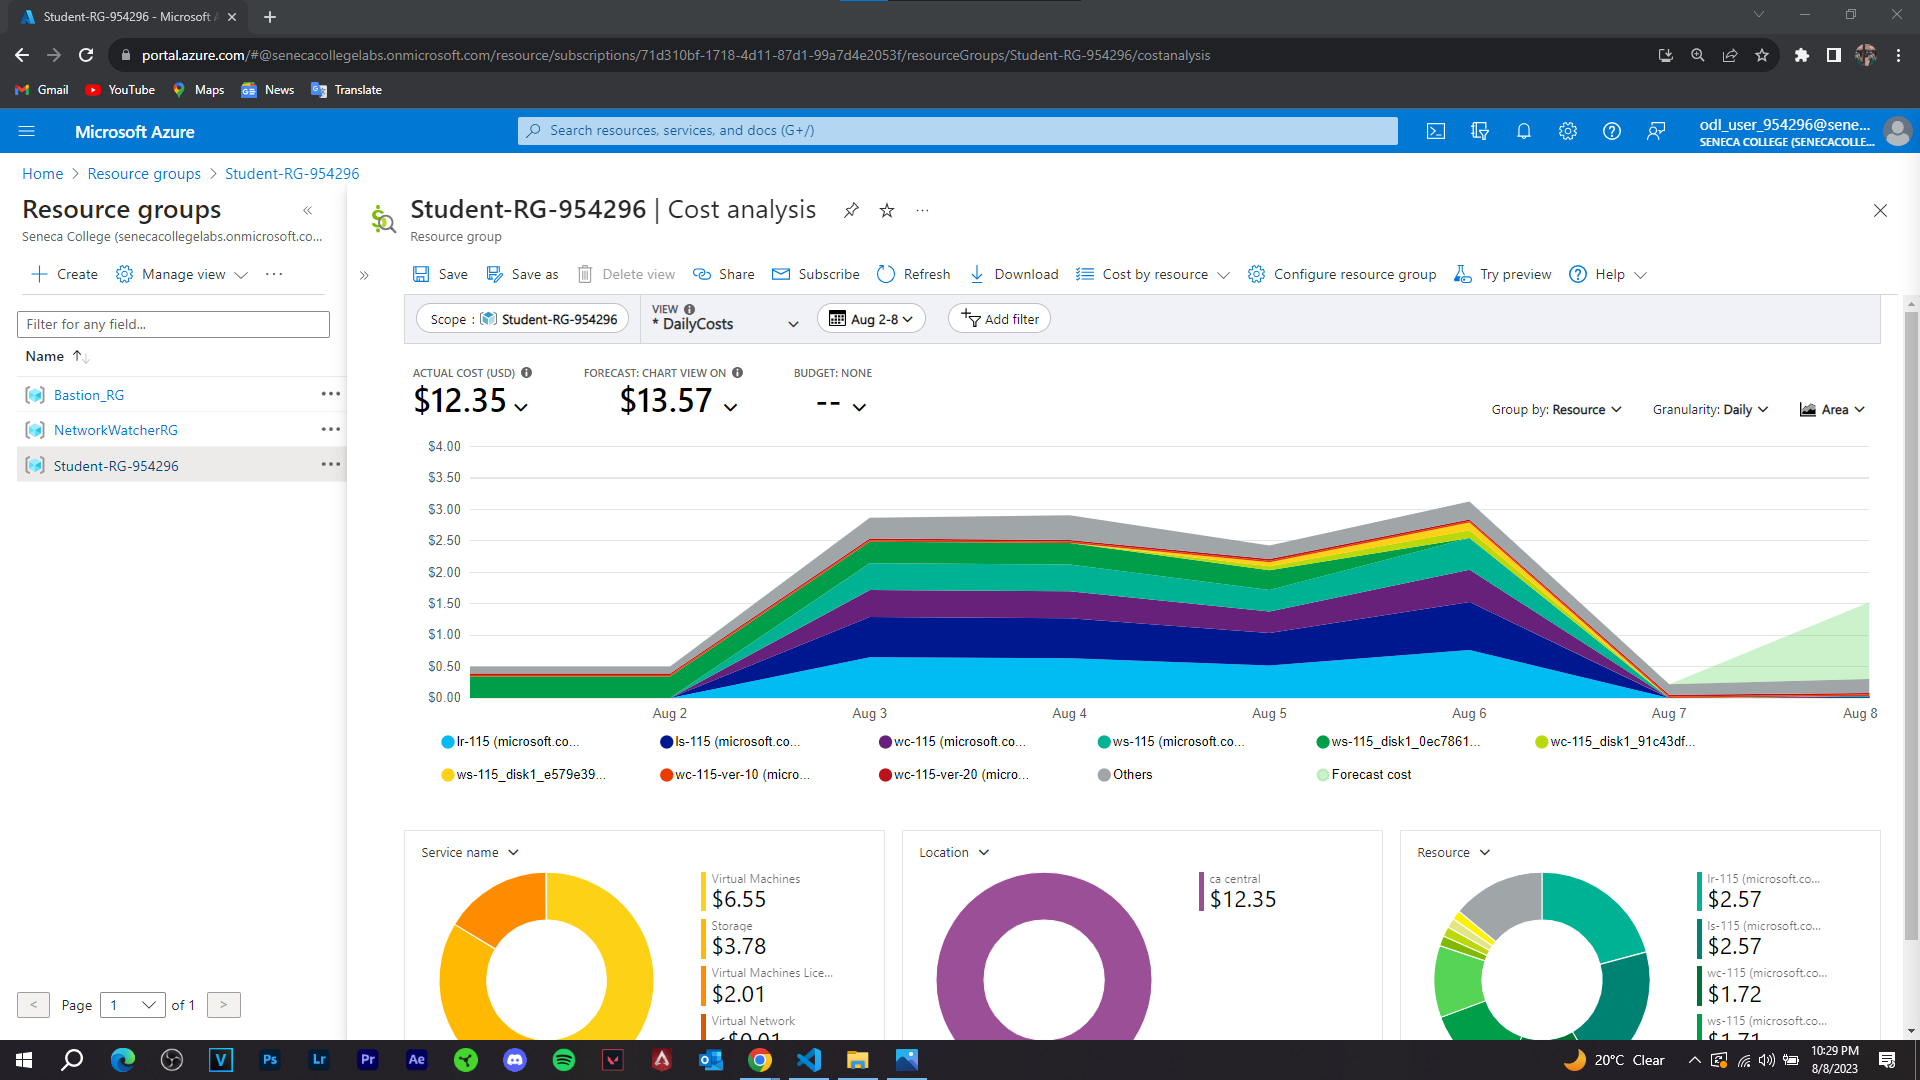 Student-RG-954296 - Microsoft A
portal.azure.com/#@senecacollegelabs.onmicrosoft.com/resource/subscriptions/71d310bf-1718-4d11-87d1-99a7d4e2053f/resourceGroups/Student-RG-954296/costanalysis
Gmail YouTube Maps News Translate
Microsoft Azure
Search resources, services, and docs (G+/)
odl_user_954296@sene...
SENECA COLLEGE (SENECACOLLE...
Home > Resource groups > Student-RG-954296
Resource groups
Seneca College (senecacollegelabs.onmicrosoft.co...
Create Manage view ...
Filter for any field...
Name
Bastion_RG
NetworkWatcherRG
Student-RG-954296
< Page 1 of 1 >
Student-RG-954296 | Cost analysis
Resource group
Save Save as Delete view Share Subscribe Refresh Download Cost by resource Configure resource group Try preview Help
Scope : Student-RG-954296
VIEW
* DailyCosts
Aug 2-8
Add filter
ACTUAL COST (USD)
$12.35
FORECAST: CHART VIEW ON
$13.57
BUDGET: NONE
--
Group by: Resource Granularity: Daily Area
$4.00
$3.50
$3.00
$2.50
$2.00
$1.50
$1.00
$0.50
$0.00
Aug 2 Aug 3 Aug 4 Aug 5 Aug 6 Aug 7 Aug 8
lr-115 (microsoft.co... ls-115 (microsoft.co... wc-115 (microsoft.co... ws-115 (microsoft.co... ws-115_disk1_0ec7861... wc-115_disk1_91c43df...
ws-115_disk1_e579e39... wc-115-ver-10 (micro... wc-115-ver-20 (micro... Others Forecast cost
Service name
Virtual Machines
$6.55
Storage
$3.78
Virtual Machines Lice...
$2.01
Virtual Network
<$0.01
Location
ca central
$12.35
Resource
lr-115 (microsoft.co...
$2.57
ls-115 (microsoft.co...
$2.57
wc-115 (microsoft.co...
$1.72
ws-115 (microsoft.co...
$1.71
V Ps Lr Pr Ae
20°C Clear
10:29 PM
8/8/2023